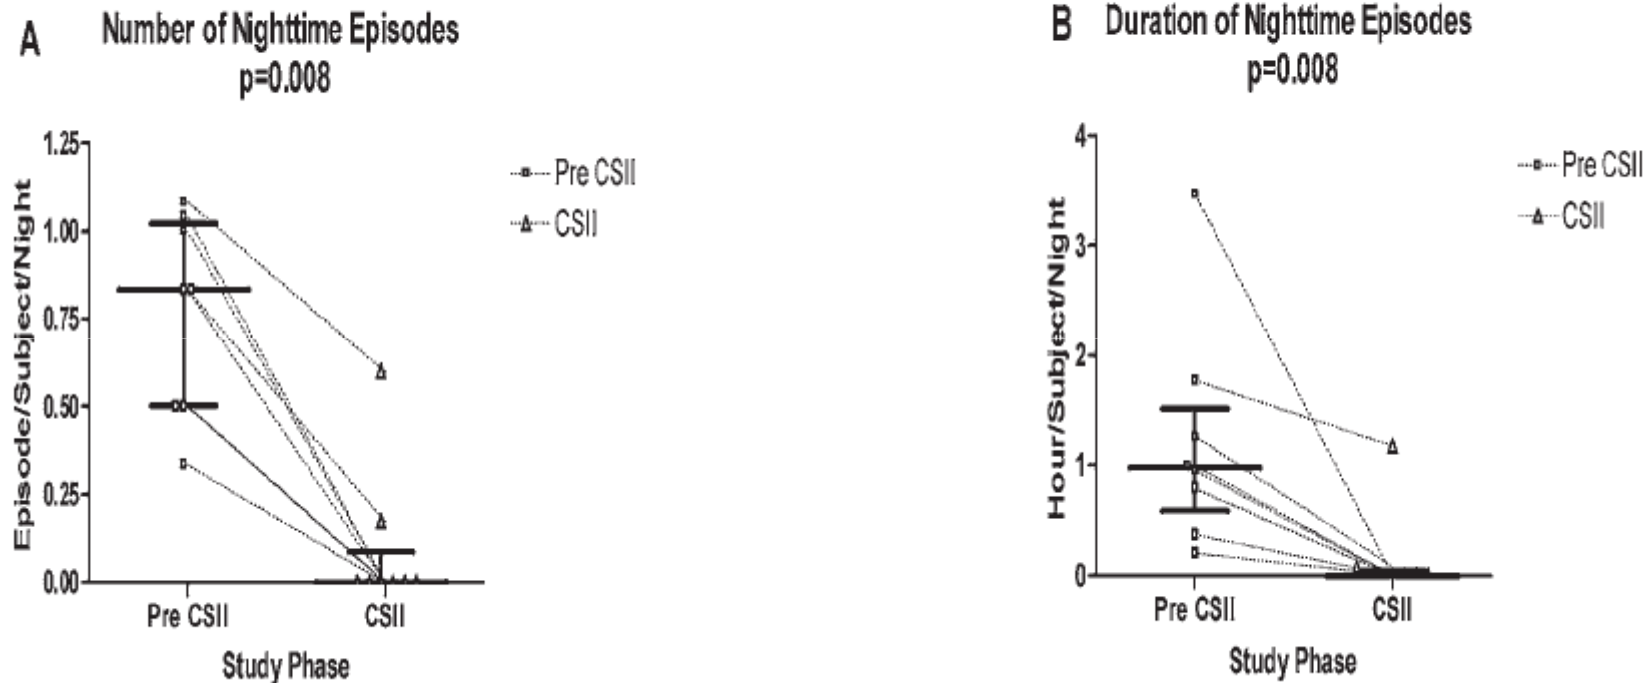 A
Number of Nighttime Episodes
p=0.008
Episode/Subject/Night
1.25
1.00
0.75
0.50
0.25
0.00
Pre CSII
CSII
Study Phase
Pre CSII
CSII
B
Duration of Nighttime Episodes
p=0.008
Hour/Subject/Night
4
3
2
1
0
Pre CSII
CSII
Study Phase
Pre CSII
CSII